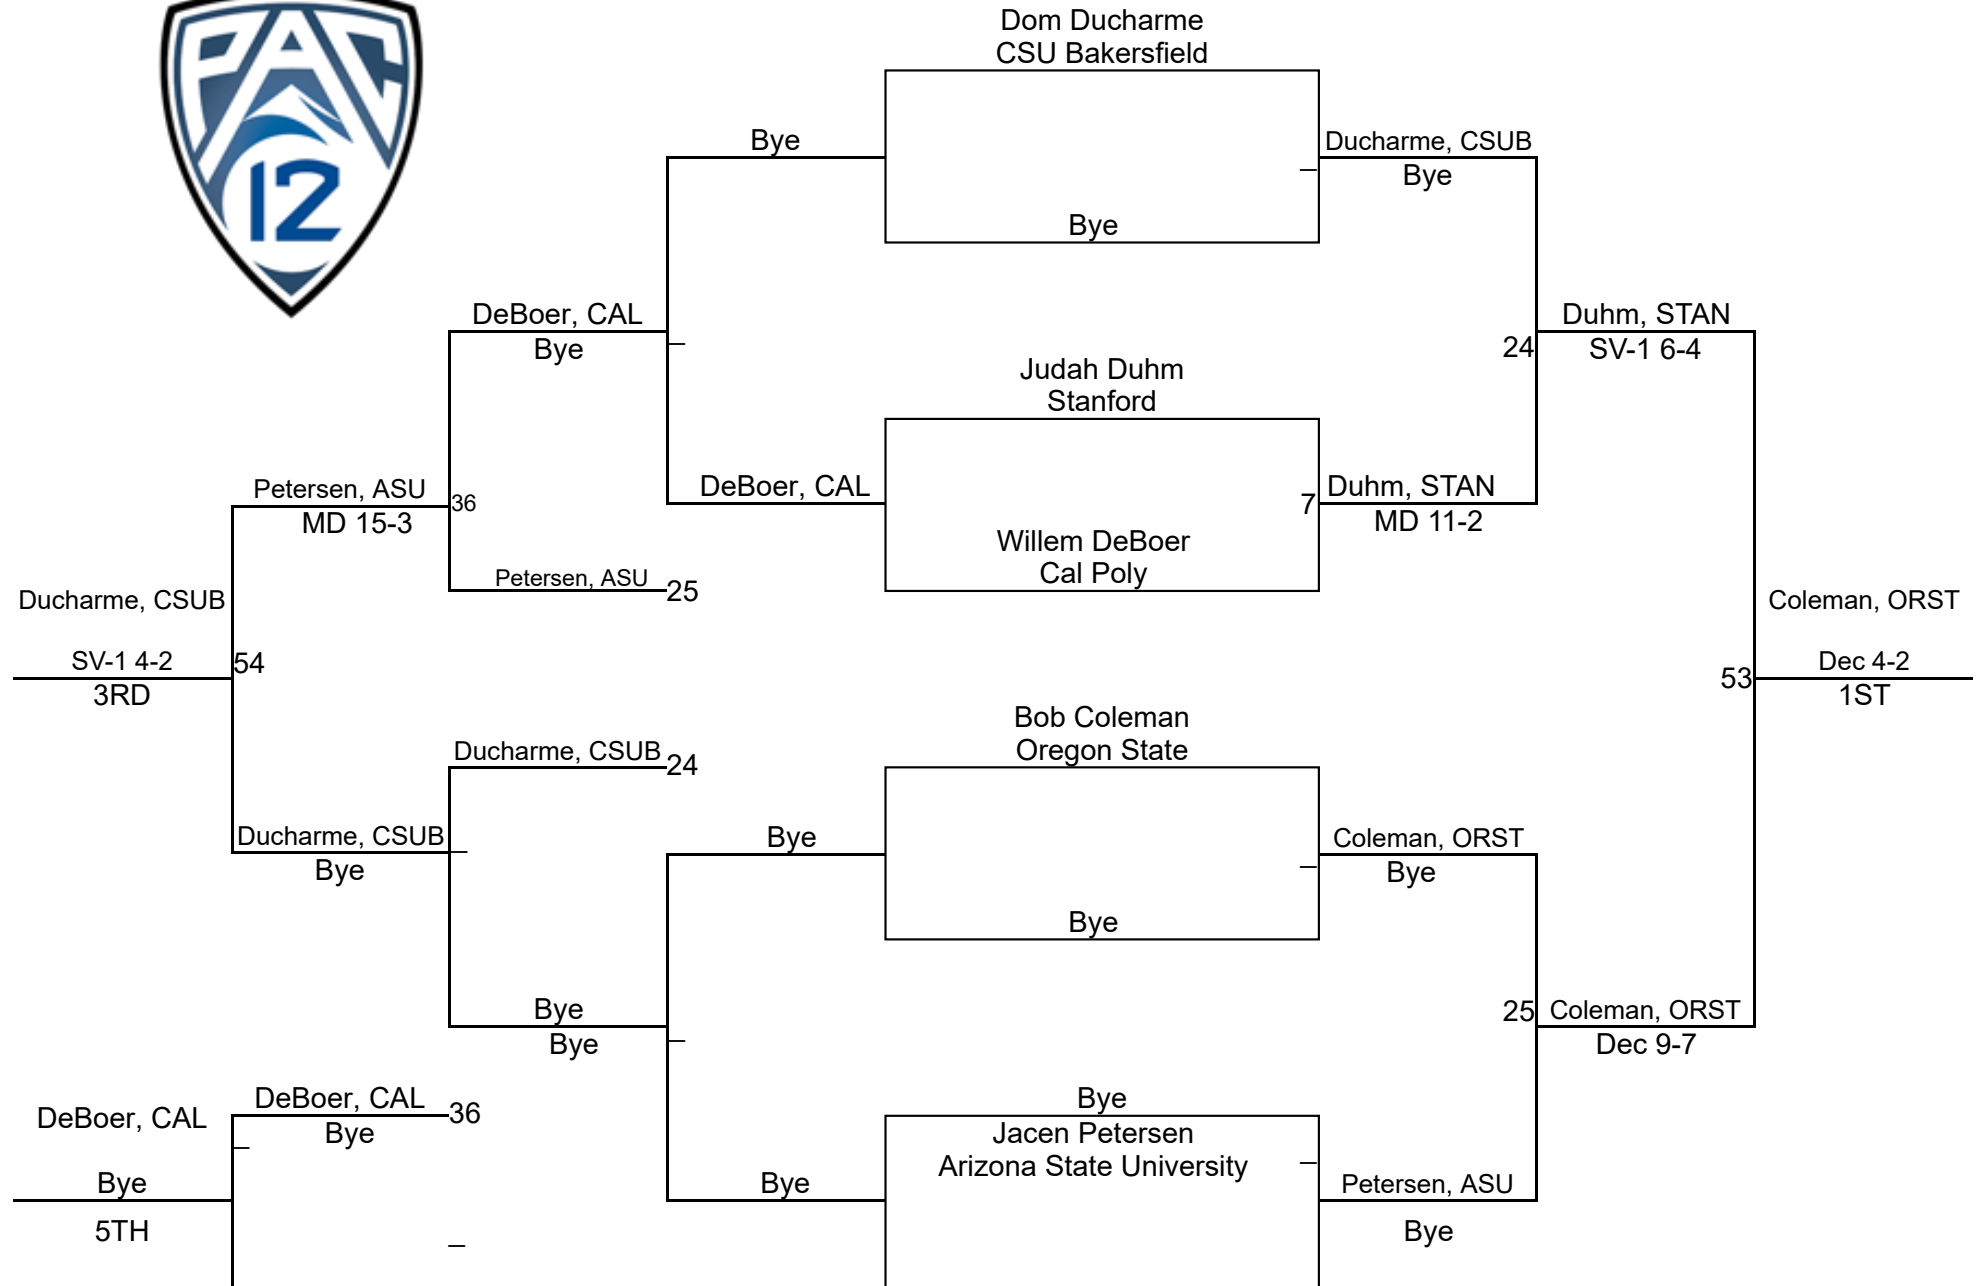 PAC
12
Dom Ducharme
CSU Bakersfield
Bye
Ducharme, CSUB
Bye
Bye
DeBoer, CAL
Bye
Duhm, STAN
24
SV-1 6-4
Judah Duhm
Stanford
Petersen, ASU
36
MD 15-3
DeBoer, CAL
7
Duhm, STAN
MD 11-2
Willem DeBoer
Cal Poly
Petersen, ASU
25
Ducharme, CSUB
Coleman, ORST
SV-1 4-2
54
3RD
53
Dec 4-2
1ST
Bob Coleman
Oregon State
Ducharme, CSUB
24
Ducharme, CSUB
Bye
Bye
Coleman, ORST
Bye
Bye
Bye
Bye
25
Coleman, ORST
Dec 9-7
DeBoer, CAL
DeBoer, CAL
36
Bye
Bye
Jacen Petersen
Arizona State University
Bye
5TH
Bye
Petersen, ASU
Bye